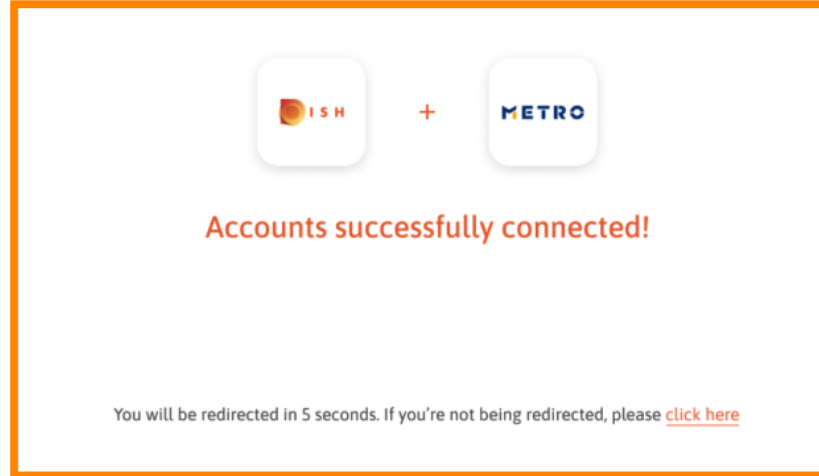 DISH + METRO
Accounts successfully connected!
You will be redirected in 5 seconds. If you’re not being redirected, please click here